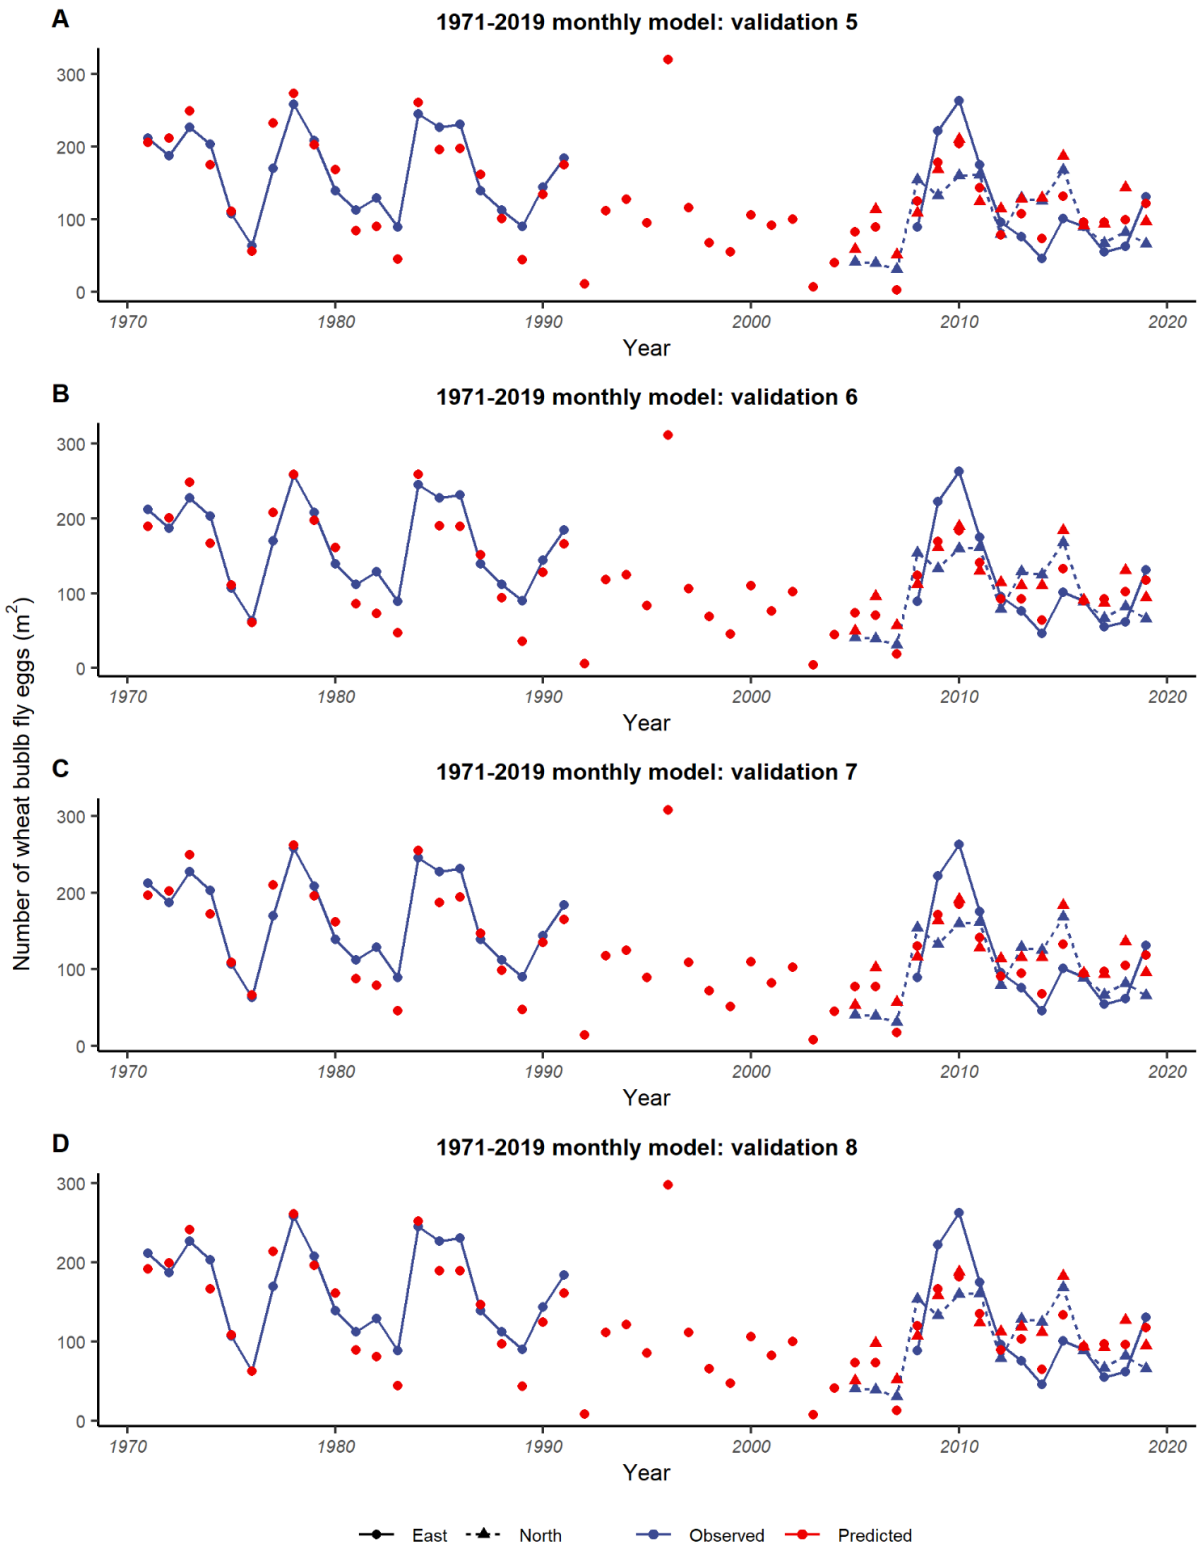 A
1971-2019 monthly model: validation 5
300
200
100
0
1970 1980 1990 2000 2010 2020
Year
B
1971-2019 monthly model: validation 6
300
200
100
0
1970 1980 1990 2000 2010 2020
Year
Number of wheat bublb fly eggs (m²)
C
1971-2019 monthly model: validation 7
300
200
100
0
1970 1980 1990 2000 2010 2020
Year
D
1971-2019 monthly model: validation 8
300
200
100
0
1970 1980 1990 2000 2010 2020
Year
East North Observed Predicted